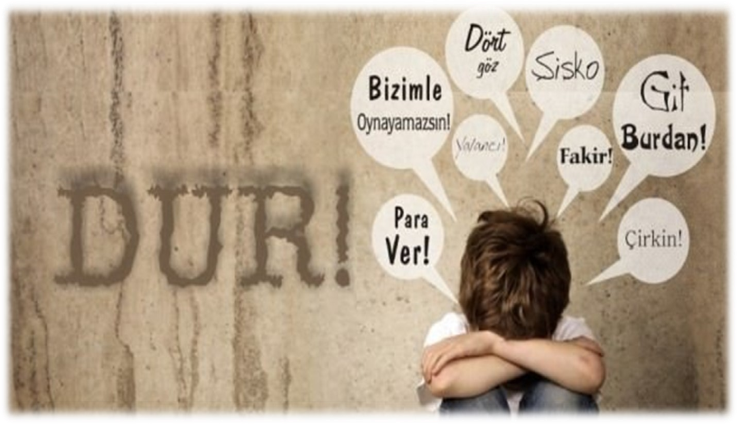 DUR!
Bizimle
Oynayamazsın!
Dört
göz
Şisko
Yalancı!
Fakir!
Git
Burdan!
Para
Ver!
Çirkin!